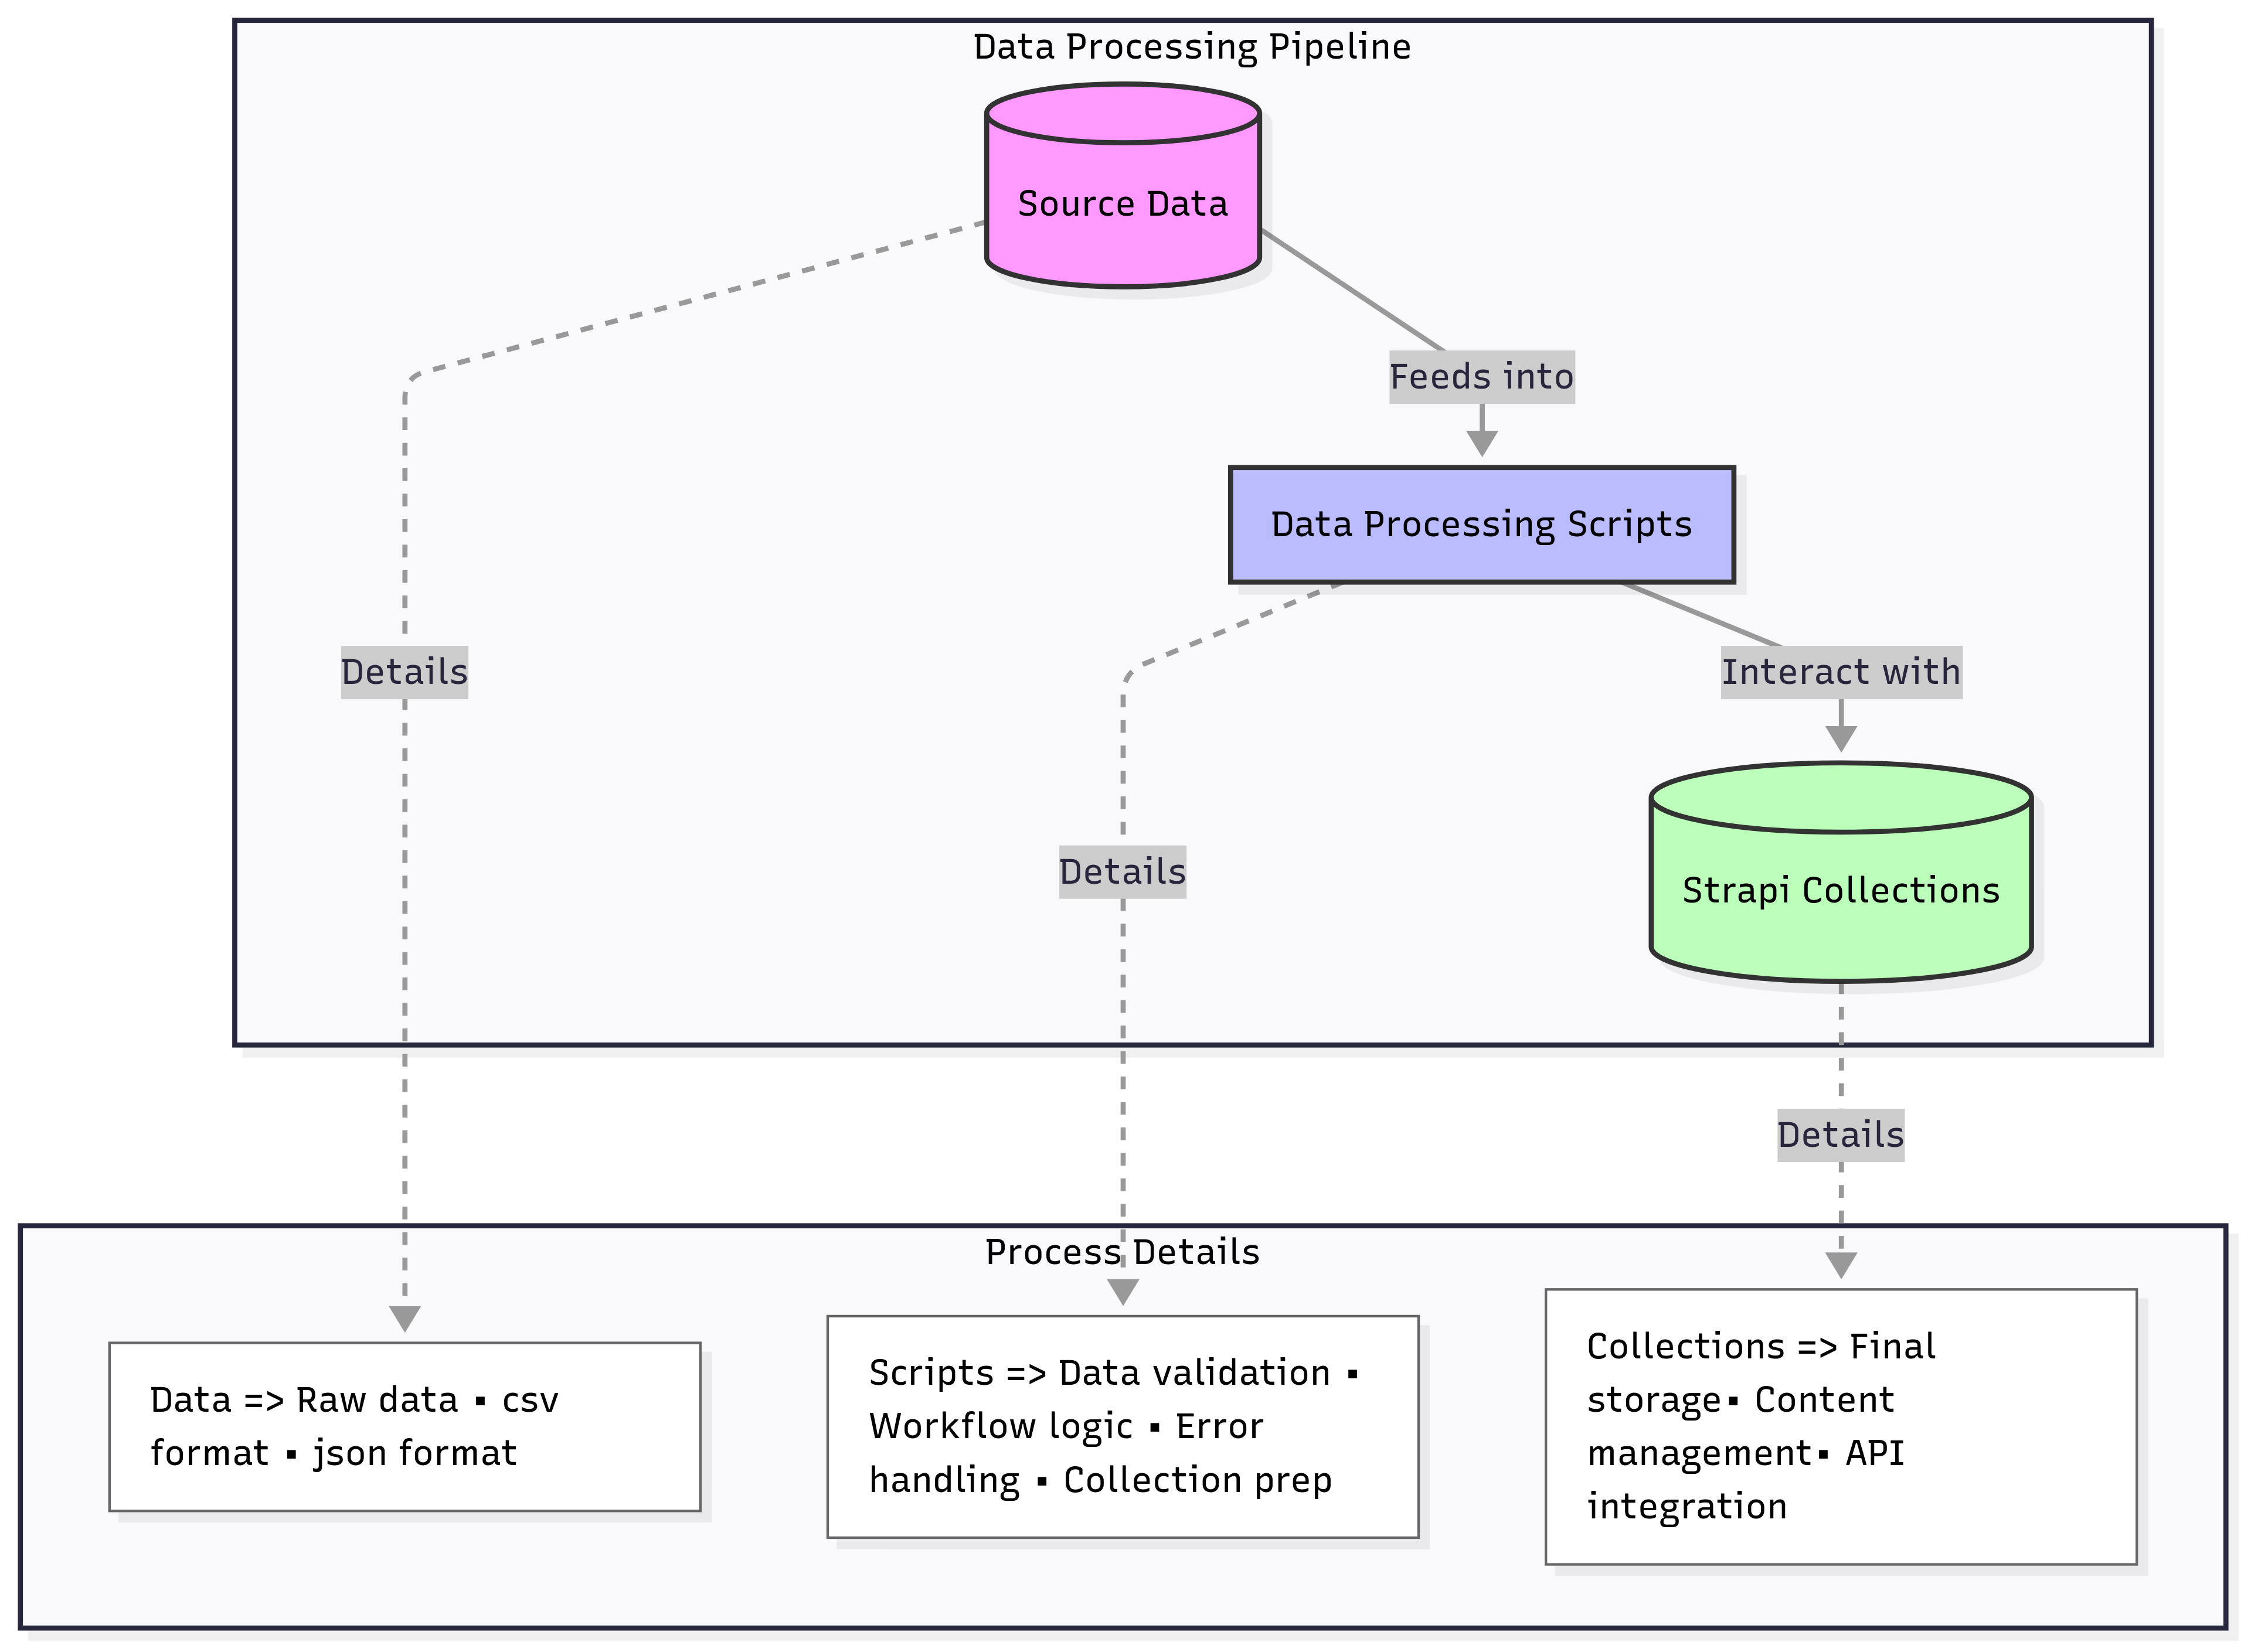 Data Processing Pipeline
Source Data
Feeds into
Data Processing Scripts
Details
Interact with
Details
Strapi Collections
Details
Process Details
Data => Raw data ▪ csv
format ▪ json format
Scripts => Data validation ▪
Workflow logic ▪ Error
handling ▪ Collection prep
Collections => Final
storage▪ Content
management▪ API
integration